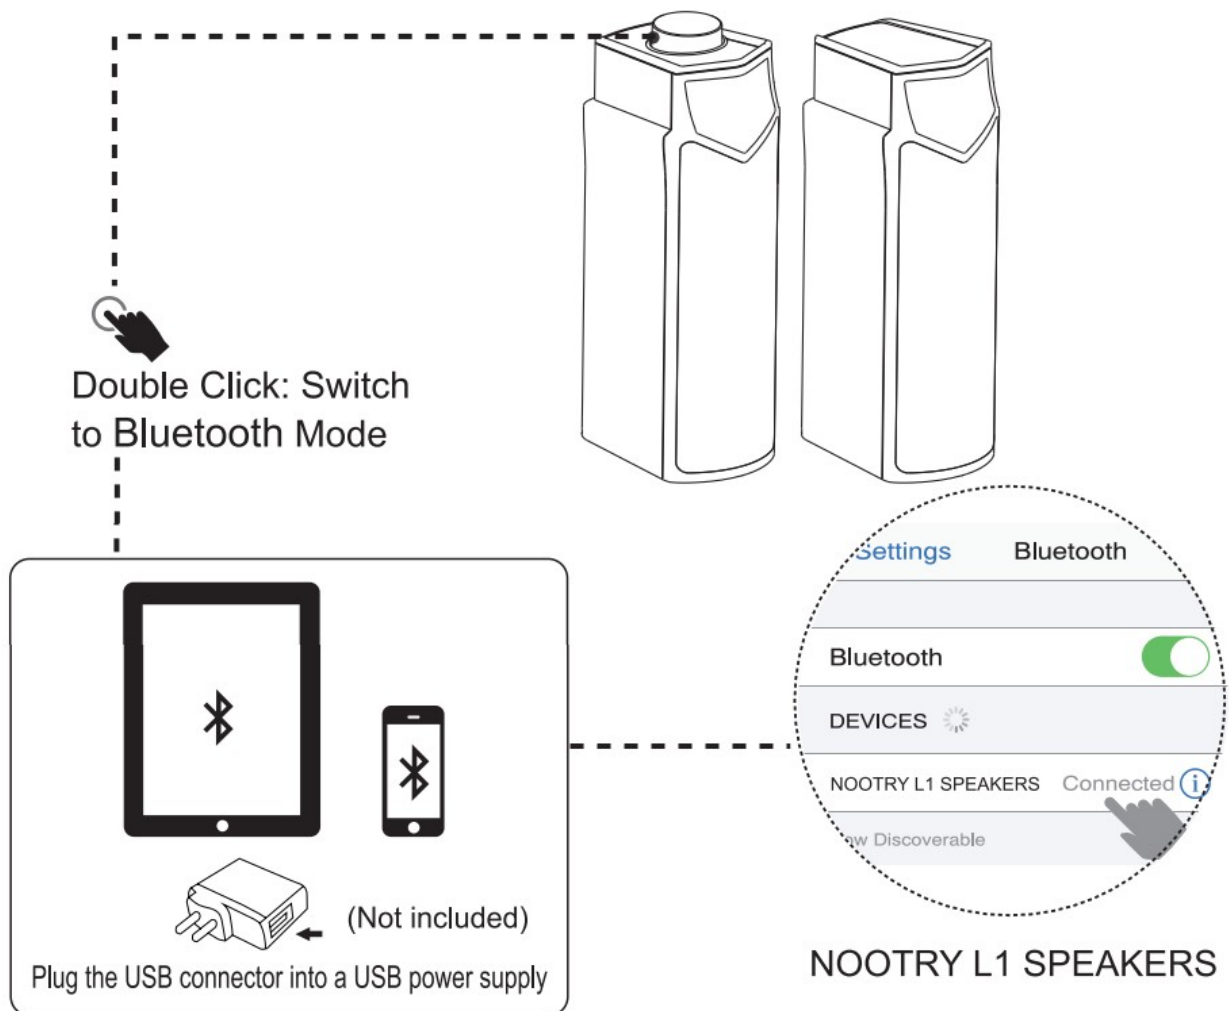 Double Click: Switch
to Bluetooth Mode
Settings Bluetooth
Bluetooth
DEVICES
NOOTRY L1 SPEAKERS Connected i
Discoverable
(Not included)
Plug the USB connector into a USB power supply
NOOTRY L1 SPEAKERS